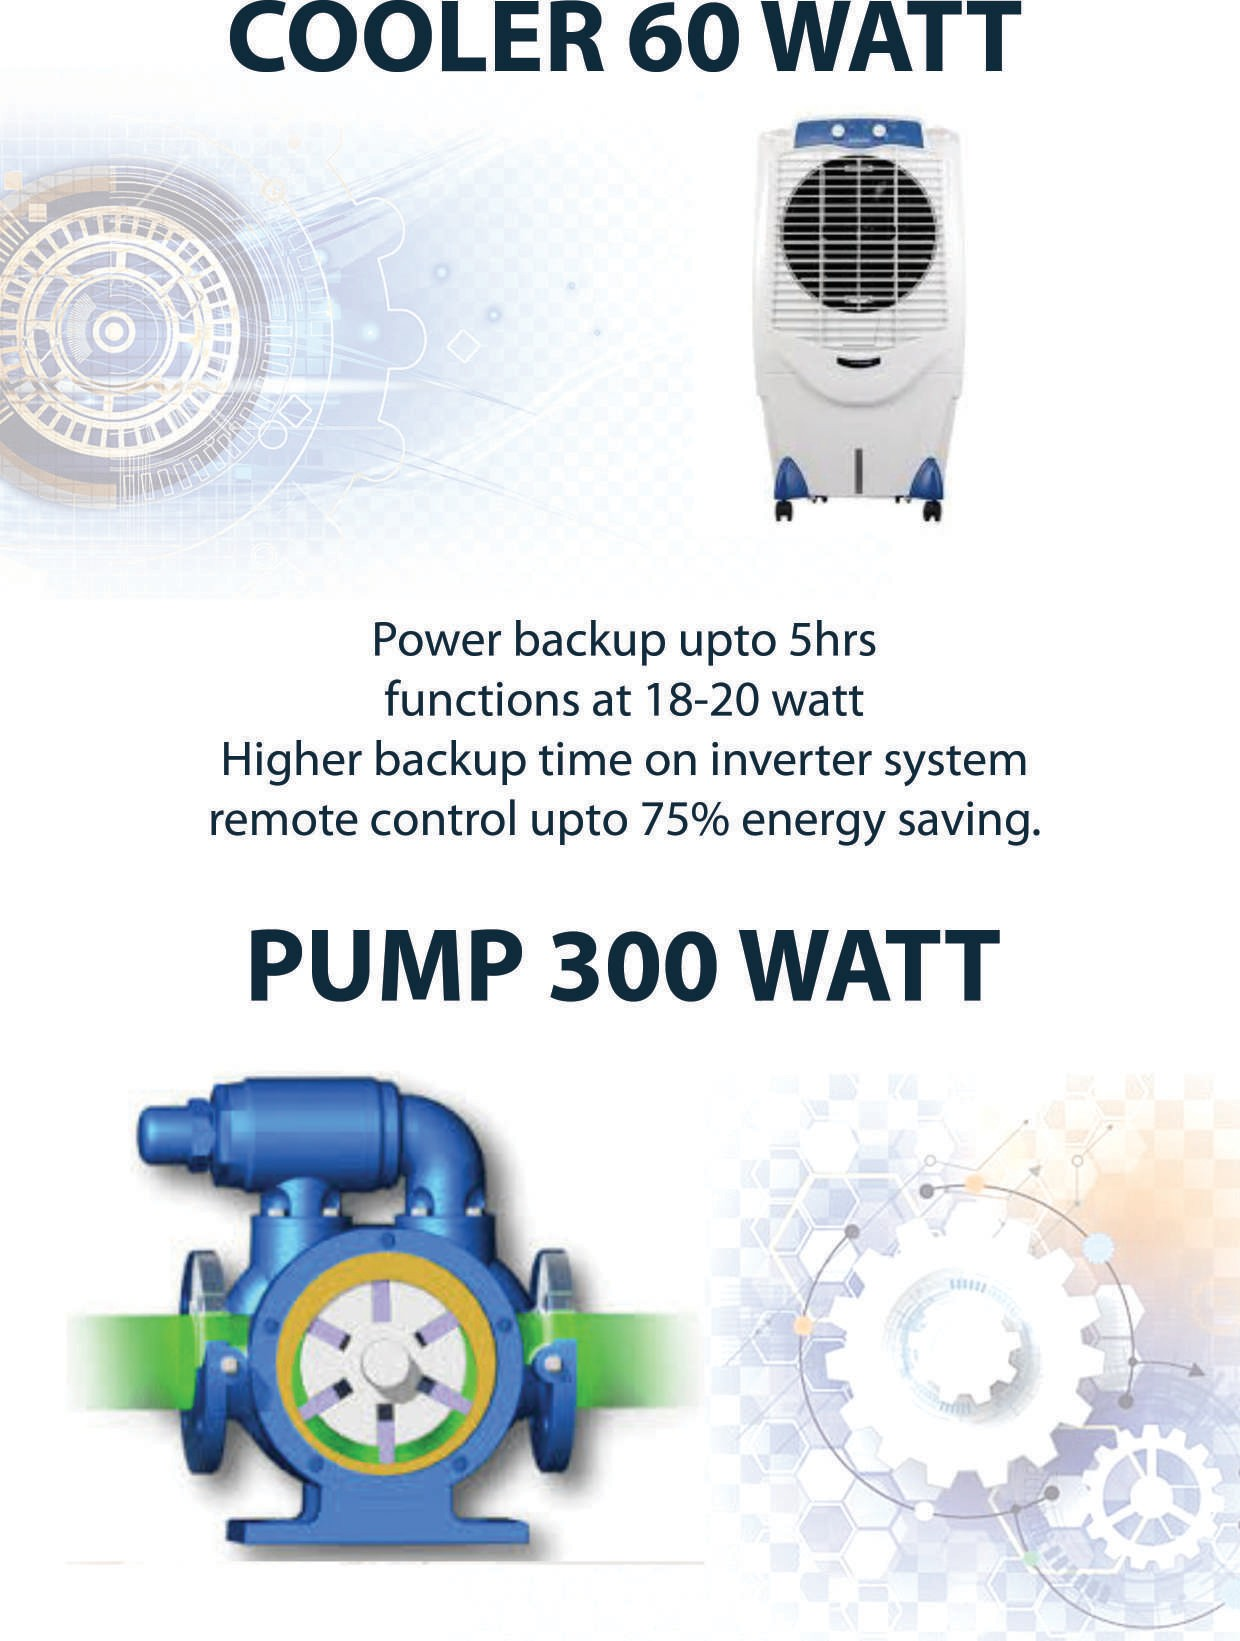 COOLER 60 WATT
Power backup upto 5hrs
functions at 18-20 watt
Higher backup time on inverter system
remote control upto 75% energy saving.
PUMP 300 WATT